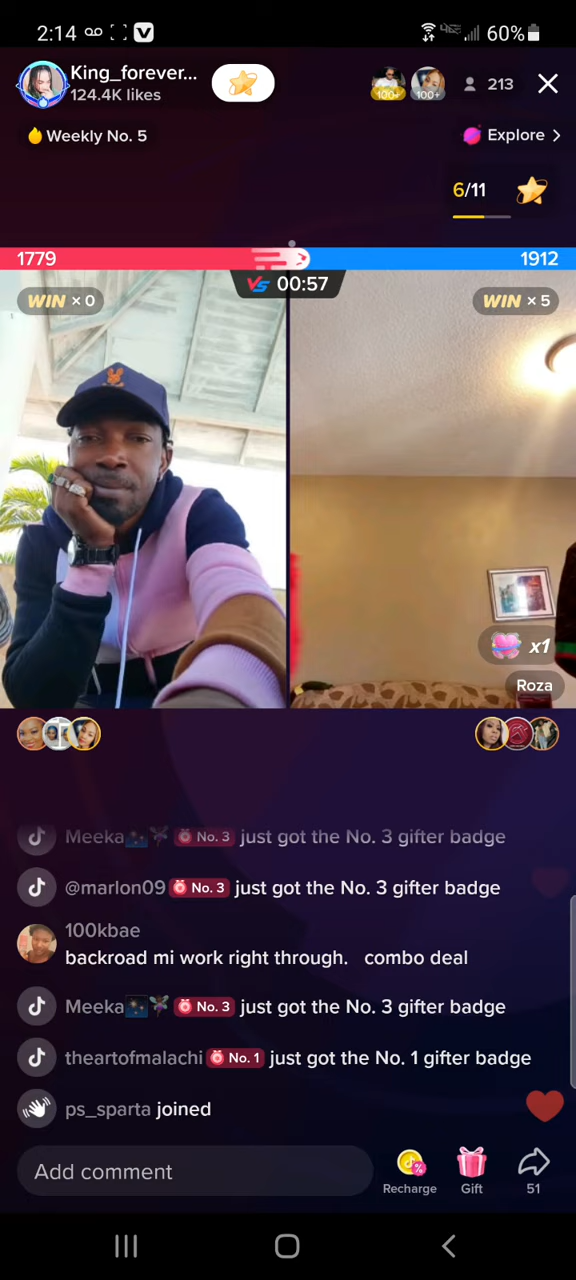 2:14
60%
King_forever...
124.4K likes
100+
100+
213
Weekly No. 5
Explore
6/11
1779
1912
VS 00:57
WIN × 0
WIN × 5
x1
Roza
Meeka No. 3 just got the No. 3 gifter badge
@marlon09 No. 3 just got the No. 3 gifter badge
100kbae
backroad mi work right through. combo deal
Meeka No. 3 just got the No. 3 gifter badge
theartofmalachi No. 1 just got the No. 1 gifter badge
ps_sparta joined
Add comment
Recharge
Gift
51